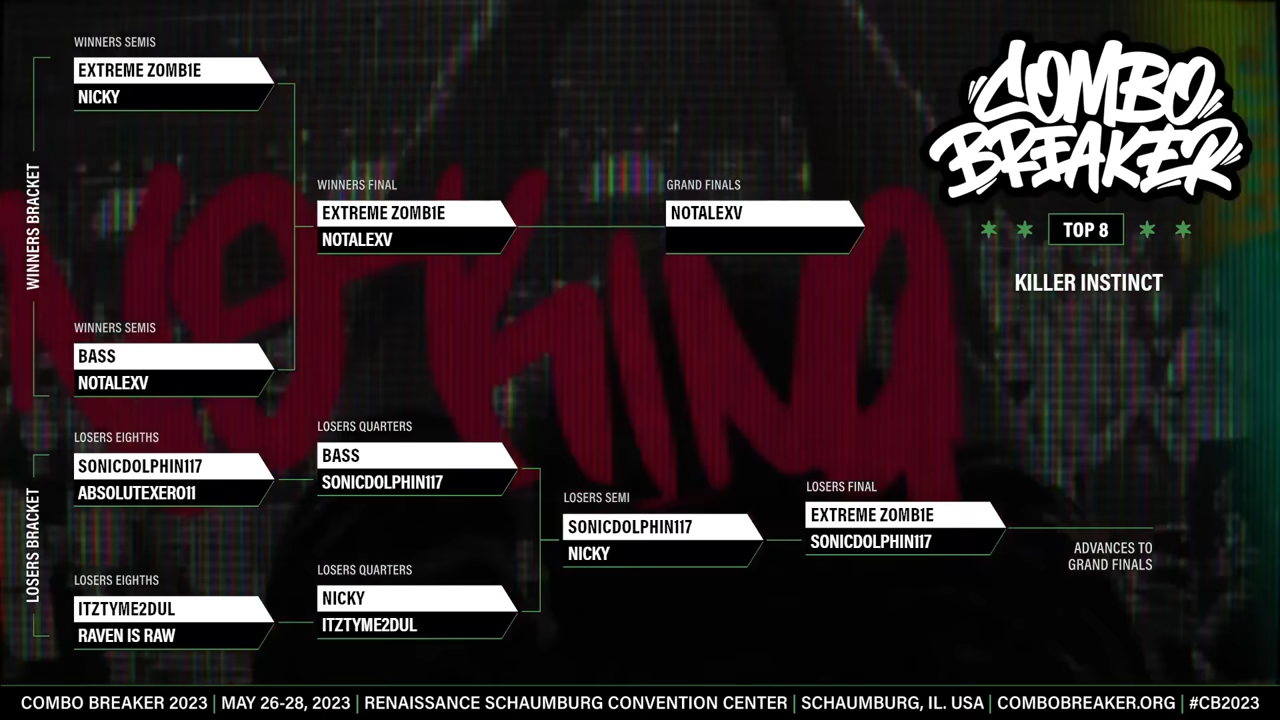 WINNERS SEMIS
EXTREME ZOMB1E
NICKY
COMBO
BREAKER
WINNERS BRACKET
WINNERS FINAL
EXTREME ZOMB1E
NOTALEXV
GRAND FINALS
NOTALEXV
TOP 8
KILLER INSTINCT
WINNERS SEMIS
BASS
NOTALEXV
LOSERS BRACKET
LOSERS EIGHTHS
SONICDOLPHIN117
ABSOLUTEXERO11
LOSERS QUARTERS
BASS
SONICDOLPHIN117
LOSERS SEMI
SONICDOLPHIN117
NICKY
LOSERS FINAL
EXTREME ZOMB1E
SONICDOLPHIN117
ADVANCES TO
GRAND FINALS
LOSERS EIGHTHS
ITZTYME2DUL
RAVEN IS RAW
LOSERS QUARTERS
NICKY
ITZTYME2DUL
COMBO BREAKER 2023 | MAY 26-28, 2023 | RENAISSANCE SCHAUMBURG CONVENTION CENTER | SCHAUMBURG, IL. USA | COMBOBREAKER.ORG | #CB2023